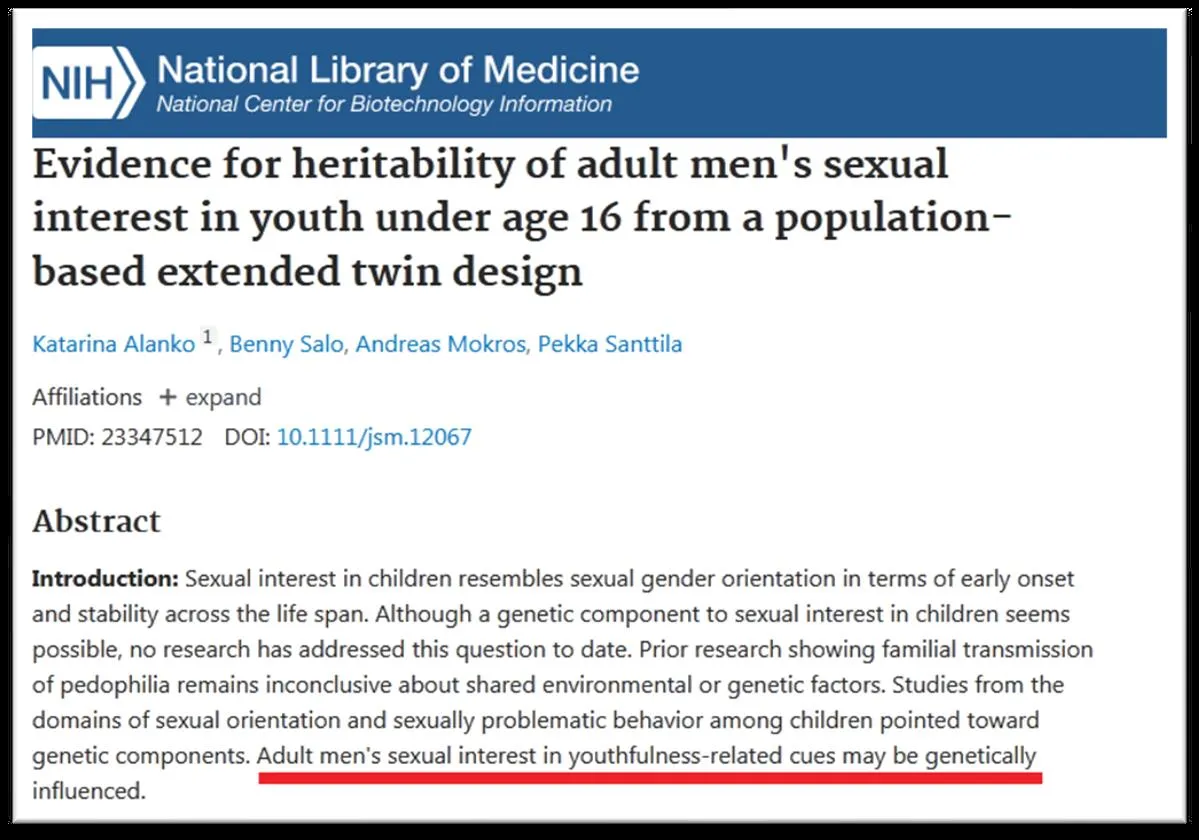 NIH
National Library of Medicine
National Center for Biotechnology Information
Evidence for heritability of adult men's sexual
interest in youth under age 16 from a population-
based extended twin design
Katarina Alanko 1, Benny Salo, Andreas Mokros, Pekka Santtila
Affiliations + expand
PMID: 23347512 DOI: 10.1111/jsm.12067
Abstract
Introduction: Sexual interest in children resembles sexual gender orientation in terms of early onset
and stability across the life span. Although a genetic component to sexual interest in children seems
possible, no research has addressed this question to date. Prior research showing familial transmission
of pedophilia remains inconclusive about shared environmental or genetic factors. Studies from the
domains of sexual orientation and sexually problematic behavior among children pointed toward
genetic components. Adult men's sexual interest in youthfulness-related cues may be genetically
influenced.